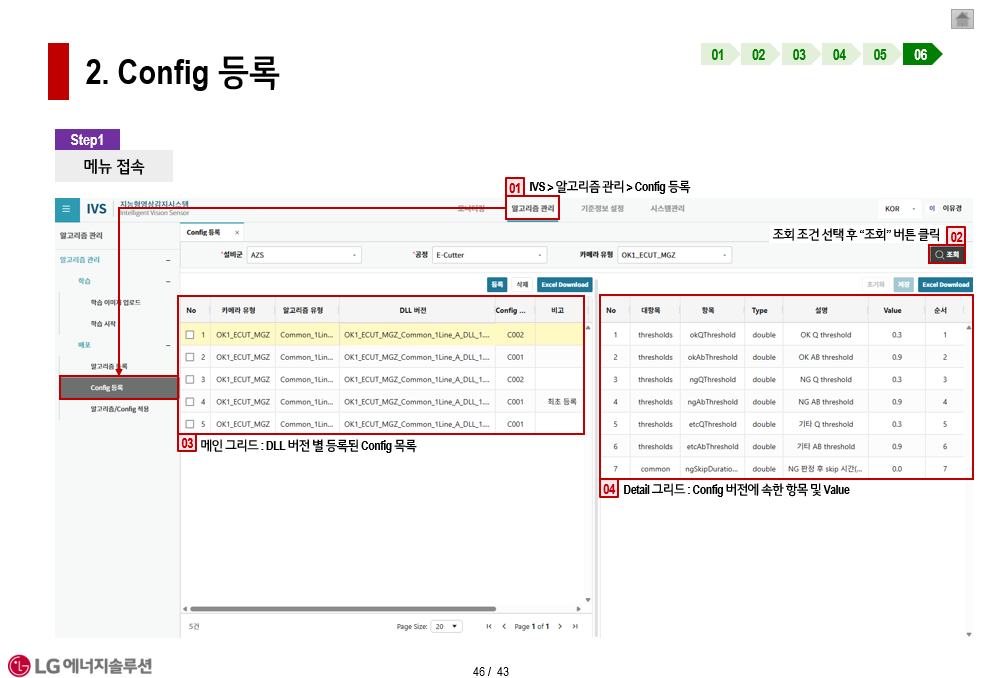 2. Config 등록
01 02 03 04 05 06
Step1
메뉴 접속
01 IVS > 알고리즘 관리 > Config 등록
IVS 지능형영상감지시스템
Intelligent Vision Sensor
모니터링 알고리즘 관리 기준정보 설정 시스템관리
KOR 이 이유경
알고리즘 관리
알고리즘 관리
학습
학습 이미지 업로드
학습 시작
배포
알고리즘 등록
Config 등록
알고리즘/Config 적용
Config 등록 ×
조회 조건 선택 후 “조회” 버튼 클릭 02
*설비군 AZS *공정 E-Cutter 카메라 유형 OK1_ECUT_MGZ 조회
등록 삭제 Excel Download
No 카메라 유형 알고리즘 유형 DLL 버전 Config ... 비고
1 OK1_ECUT_MGZ Common_1Lin... OK1_ECUT_MGZ_Common_1Line_A_DLL_1.... C002
2 OK1_ECUT_MGZ Common_1Lin... OK1_ECUT_MGZ_Common_1Line_A_DLL_1.... C001
3 OK1_ECUT_MGZ Common_1Line... OK1_ECUT_MGZ_Common_1Line_A_DLL_1.... C002
4 OK1_ECUT_MGZ Common_1Lin... OK1_ECUT_MGZ_Common_1Line_A_DLL_1.... C001 최초 등록
5 OK1_ECUT_MGZ Common_1Line... OK1_ECUT_MGZ_Common_1Line_A_DLL_1.... C001
03 메인 그리드 : DLL 버전 별 등록된 Config 목록
초기화 저장 Excel Download
No 대항목 항목 Type 설명 Value 순서
1 thresholds okQThreshold double OK Q threshold 0.3 1
2 thresholds okAbThreshold double OK AB threshold 0.9 2
3 thresholds ngQThreshold double NG Q threshold 0.3 3
4 thresholds ngAbThreshold double NG AB threshold 0.9 4
5 thresholds etcQThreshold double 기타 Q threshold 0.3 5
6 thresholds etcAbThreshold double 기타 AB threshold 0.9 6
7 common ngSkipDuratio... double NG 판정 후 skip 시간(... 0.0 7
04 Detail 그리드 : Config 버전에 속한 항목 및 Value
5건 Page Size: 20 Page 1 of 1
LG에너지솔루션
46 / 43